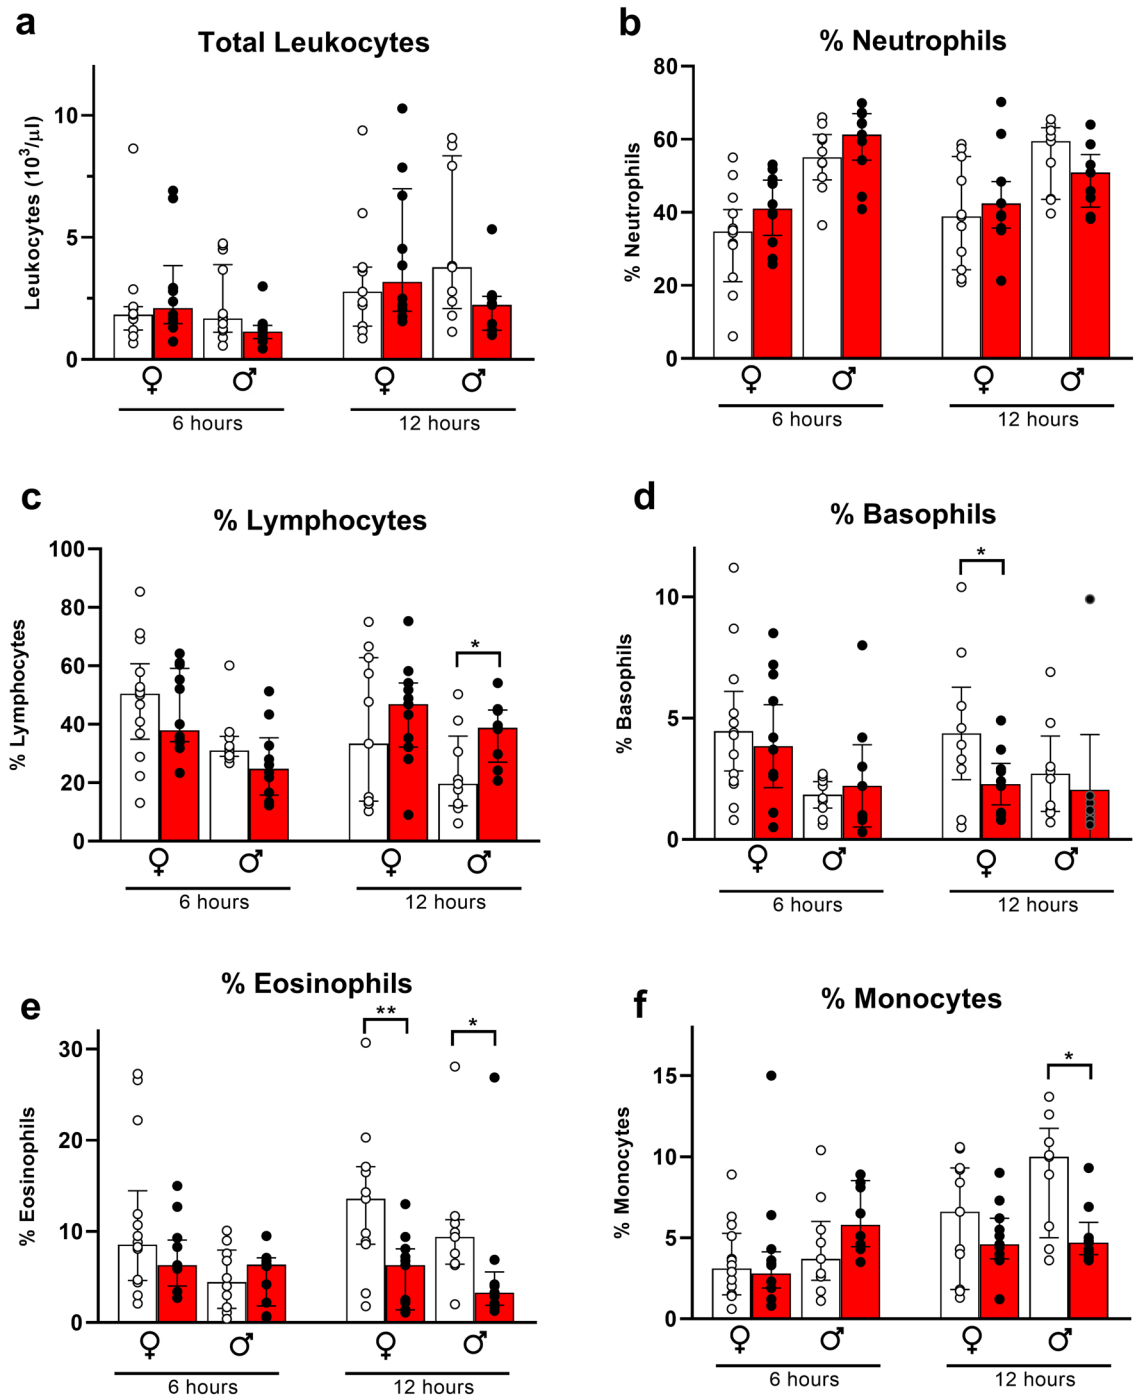 a
Total Leukocytes
Leukocytes (10³/µl)
10
5
0
♀ ♂ ♀ ♂
6 hours 12 hours
b
% Neutrophils
% Neutrophils
80
60
40
20
0
♀ ♂ ♀ ♂
6 hours 12 hours
c
% Lymphocytes
% Lymphocytes
100
80
60
40
20
0
*
♀ ♂ ♀ ♂
6 hours 12 hours
d
% Basophils
% Basophils
10
5
0
*
♀ ♂ ♀ ♂
6 hours 12 hours
e
% Eosinophils
% Eosinophils
30
20
10
0
** *
♀ ♂ ♀ ♂
6 hours 12 hours
f
% Monocytes
% Monocytes
15
10
5
0
*
♀ ♂ ♀ ♂
6 hours 12 hours